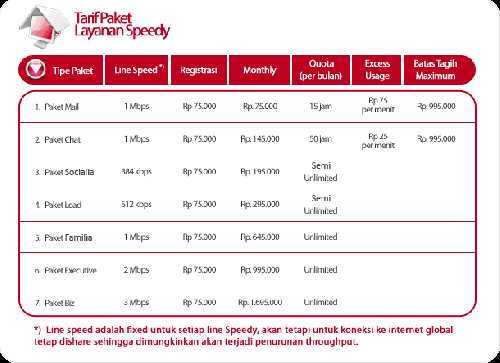 Tarif Paket
Layanan Speedy
Tipe Paket Line Speed *) Registrasi Monthly Quota (per bulan) Excess Usage Batas Tagih Maximum
1. Paket Mail 1 Mbps Rp 75.000 Rp. 75.000 15 jam Rp 75 per menit Rp 995.000
2. Paket Chat 1 Mbps Rp 75.000 Rp. 145.000 50 jam Rp 25 per menit Rp 995.000
3. Paket Socialia 384 kbps Rp 75.000 Rp 195.000 Semi Unlimited
4. Paket Load 512 kbps Rp 75.000 Rp. 295.000 Semi Unlimited
5. Paket Familia 1 Mbps Rp 75.000 Rp. 645.000 Unlimited
6. Paket Executive 2 Mbps Rp 75.000 Rp. 995.000 Unlimited
7. Paket Biz 3 Mbps Rp 75.000 Rp. 1.695.000 Unlimited
*) Line speed adalah fixed untuk setiap line Speedy, akan tetapi untuk koneksi ke internet global
tetap dishare sehingga dimungkinkan akan terjadi penurunan throughput.